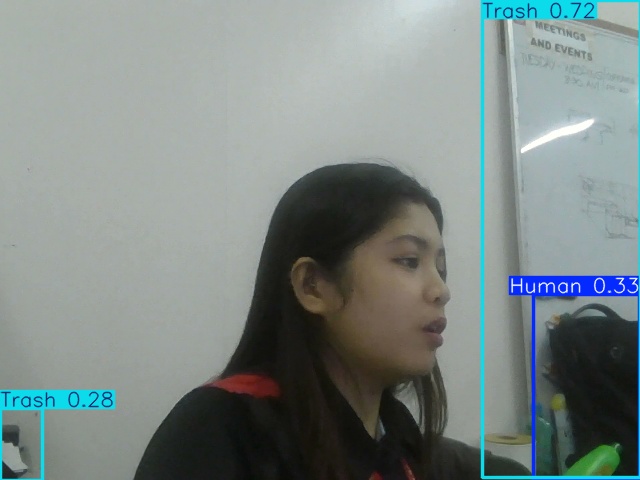 Trash 0.72
MEETINGS
AND EVENTS
Human 0.33
Trash 0.28